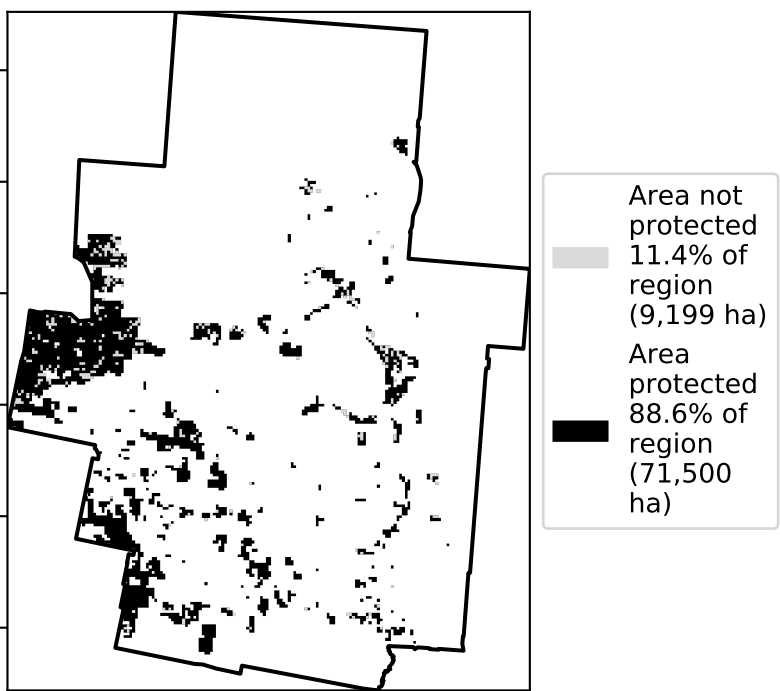 Area not
protected
11.4% of
region
(9,199 ha)
Area
protected
88.6% of
region
(71,500
ha)